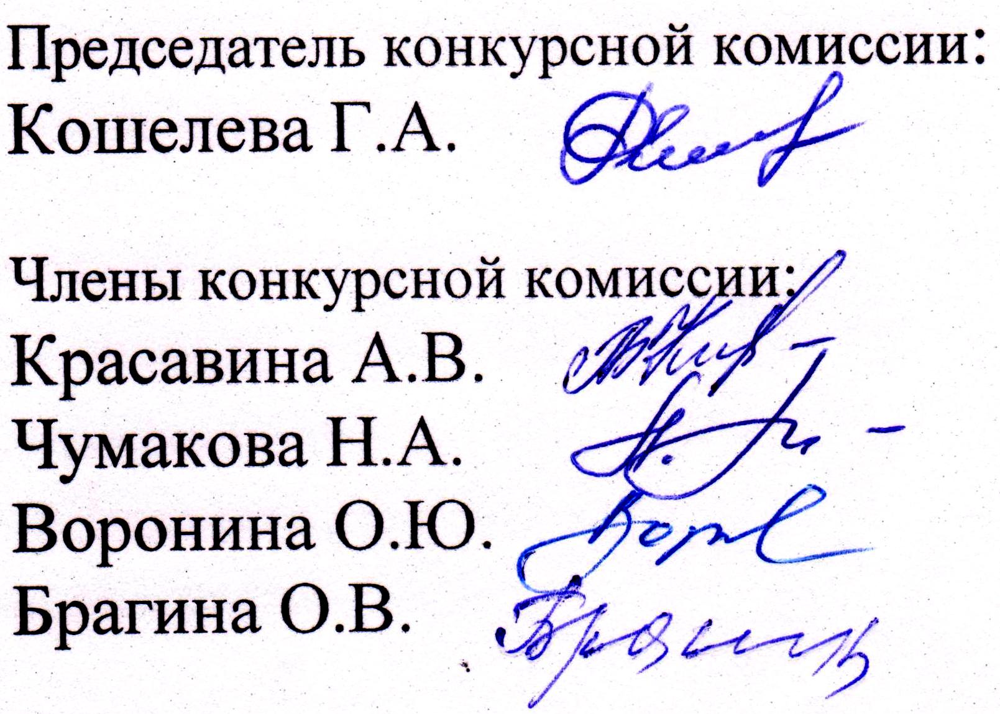 Председатель конкурсной комиссии:
Кошелева Г.А.
Члены конкурсной комиссии:
Красавина А.В.
Чумакова Н.А.
Воронина О.Ю.
Брагина О.В.